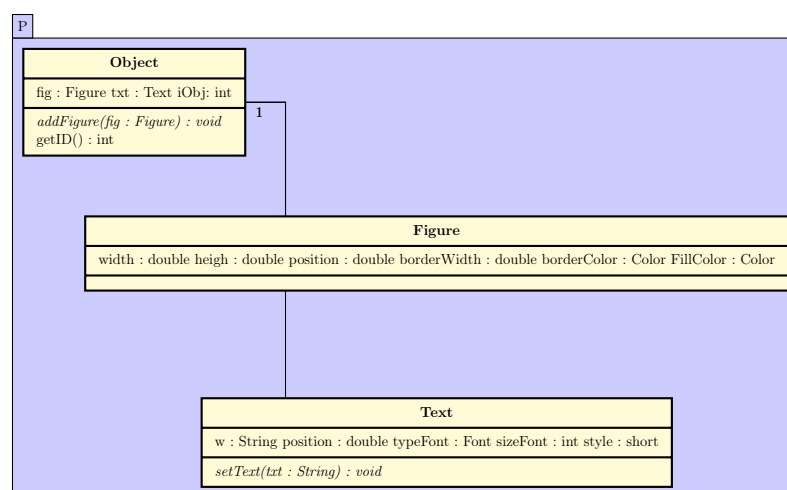 P
Object
fig : Figure txt : Text iObj: int
addFigure(fig : Figure) : void
getID() : int
1
Figure
width : double heigh : double position : double borderWidth : double borderColor : Color FillColor : Color
Text
w : String position : double typeFont : Font sizeFont : int style : short
setText(txt : String) : void